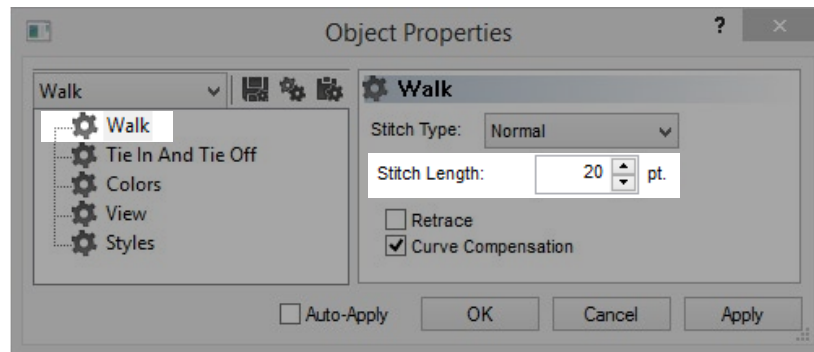 Object Properties
?
Walk
Walk
Tie In And Tie Off
Colors
View
Styles
Walk
Stitch Type: Normal
Stitch Length: 20 pt.
Retrace
Curve Compensation
Auto-Apply OK Cancel Apply